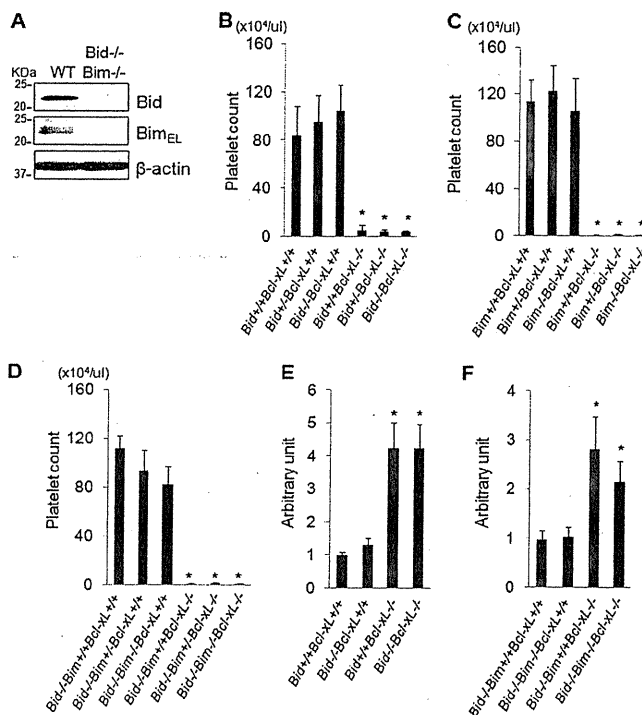 A
KDa
WT
Bid-/-
Bim-/-
25-
20-
Bid
25-
20-
BimEL
37-
β-actin
B
(x10⁴/ul)
Platelet count
160
120
80
40
0
* * *
Bid+/+Bcl-xL+/+
Bid+/-Bcl-xL+/+
Bid-/-Bcl-xL+/+
Bid+/+Bcl-xL-/-
Bid+/-Bcl-xL-/-
Bid-/-Bcl-xL-/-
C
(x10⁴/ul)
Platelet count
160
120
80
40
0
* * *
Bim+/+Bcl-xL+/+
Bim+/-Bcl-xL+/+
Bim-/-Bcl-xL+/+
Bim+/+Bcl-xL-/-
Bim+/-Bcl-xL-/-
Bim-/-Bcl-xL-/-
D
(x10⁴/ul)
Platelet count
160
120
80
40
0
* * *
Bid-/-Bim+/+Bcl-xL+/+
Bid-/-Bim+/-Bcl-xL+/+
Bid-/-Bim-/-Bcl-xL+/+
Bid-/-Bim+/+Bcl-xL-/-
Bid-/-Bim+/-Bcl-xL-/-
Bid-/-Bim-/-Bcl-xL-/-
E
Arbitrary unit
6
5
4
3
2
1
0
* *
Bid+/+Bcl-xL+/+
Bid-/-Bcl-xL+/+
Bid+/+Bcl-xL-/-
Bid-/-Bcl-xL-/-
F
Arbitrary unit
4
3
2
1
0
* *
Bid-/-Bim+/+Bcl-xL+/+
Bid-/-Bim-/-Bcl-xL+/+
Bid-/-Bim+/+Bcl-xL-/-
Bid-/-Bim-/-Bcl-xL-/-